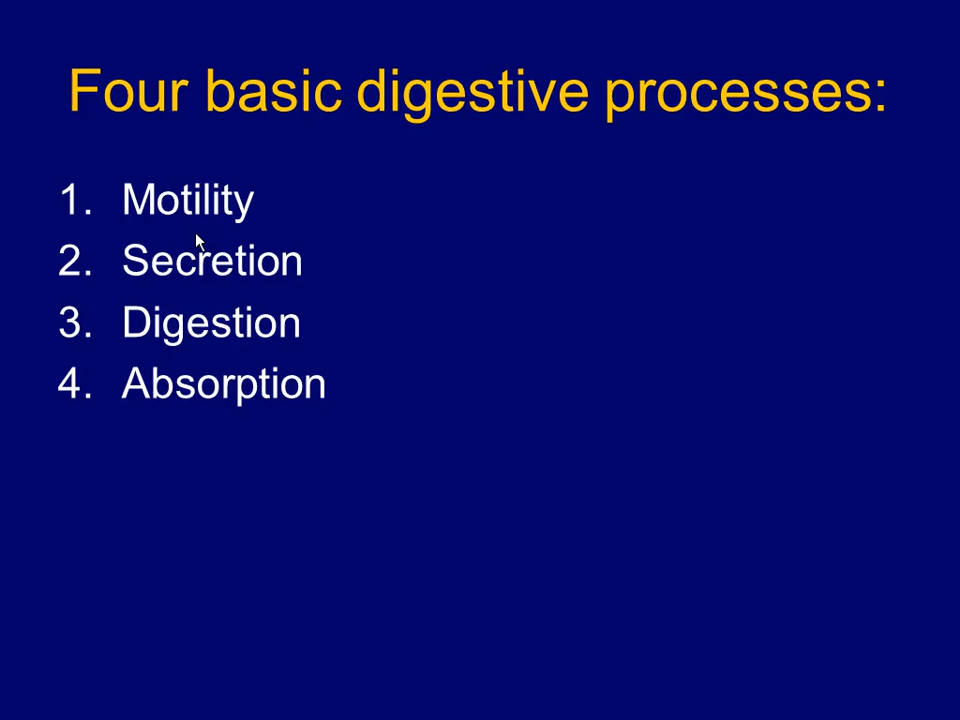 Four basic digestive processes:
1. Motility
2. Secretion
3. Digestion
4. Absorption